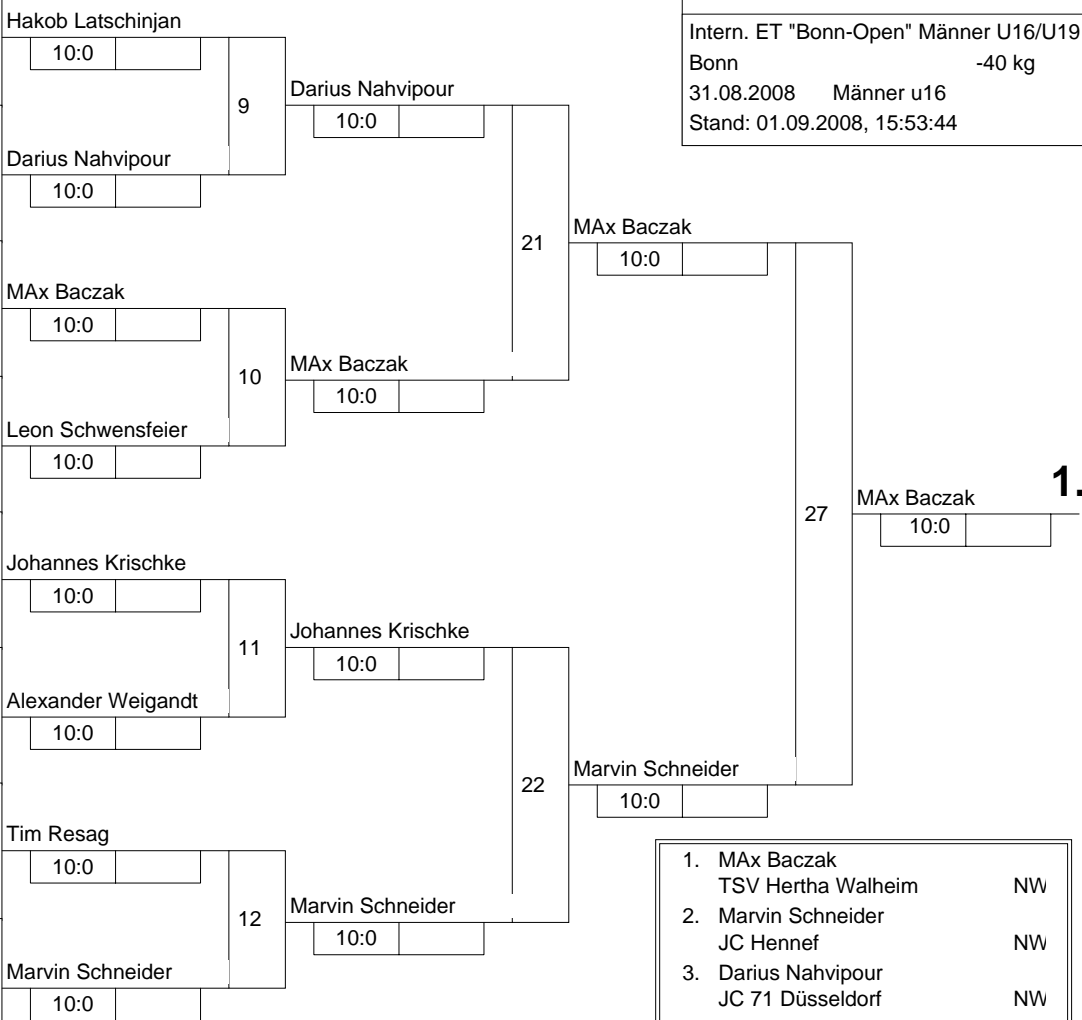 Intern. ET "Bonn-Open" Männer U16/U19
Bonn -40 kg
31.08.2008 Männer u16
Stand: 01.09.2008, 15:53:44
Hakob Latschinjan
10:0
9
Darius Nahvipour
10:0
Darius Nahvipour
10:0
21
MAx Baczak
10:0
MAx Baczak
10:0
10
MAx Baczak
10:0
Leon Schwensfeier
10:0
27
MAx Baczak 1.
10:0
Johannes Krischke
10:0
11
Johannes Krischke
10:0
Alexander Weigandt
10:0
22
Marvin Schneider
10:0
Tim Resag
10:0
12
Marvin Schneider
10:0
Marvin Schneider
10:0
1. MAx Baczak
TSV Hertha Walheim NW
2. Marvin Schneider
JC Hennef NW
3. Darius Nahvipour
JC 71 Düsseldorf NW